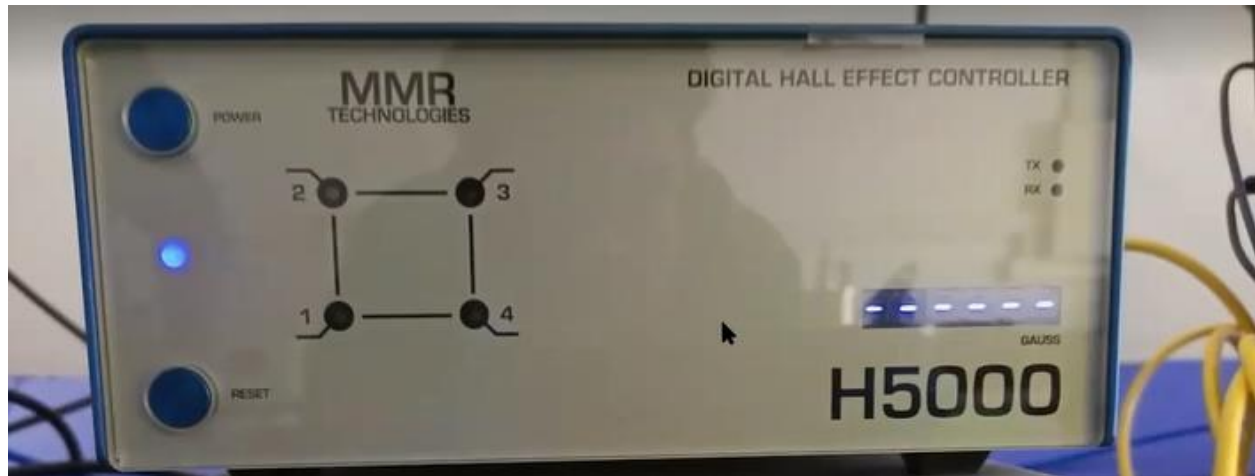 MMR
TECHNOLOGIES
DIGITAL HALL EFFECT CONTROLLER
POWER
TX
RX
2
3
1
4
------
GAUSS
RESET
H5000